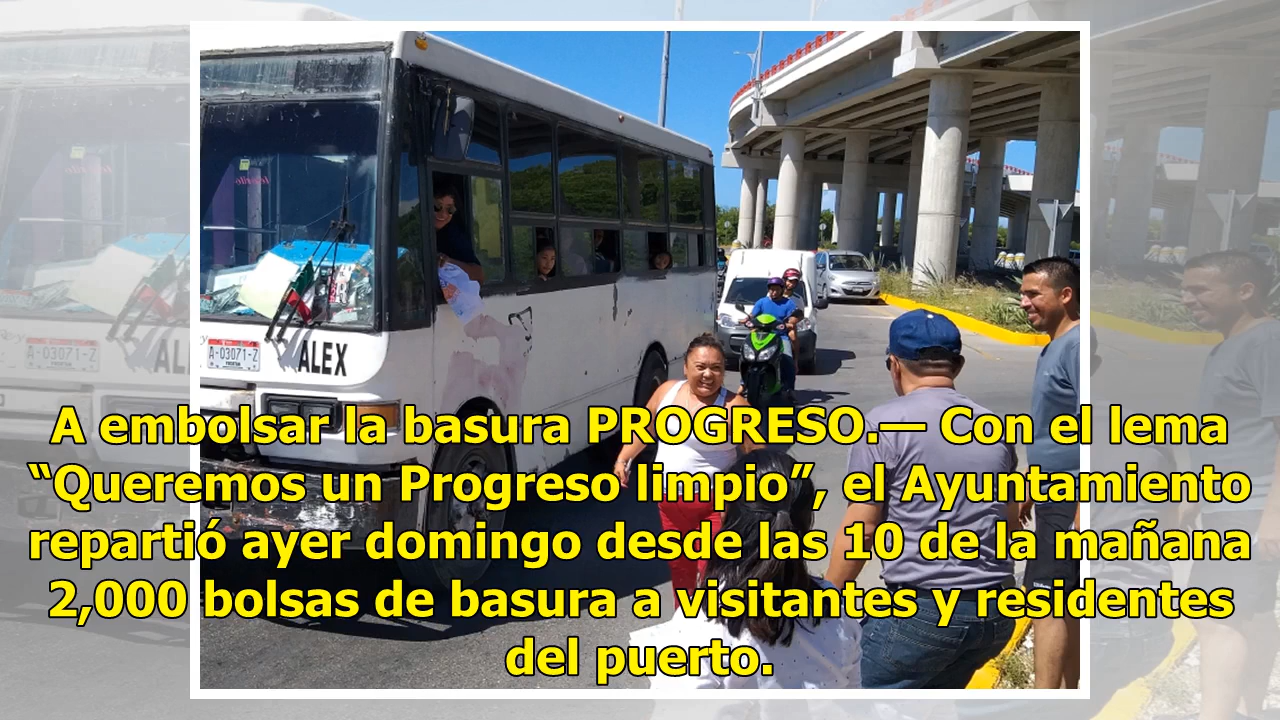 A-03071-Z
ALEX
A embolsar la basura PROGRESO.— Con el lema
“Queremos un Progreso limpio”, el Ayuntamiento
repartió ayer domingo desde las 10 de la mañana
2,000 bolsas de basura a visitantes y residentes
del puerto.